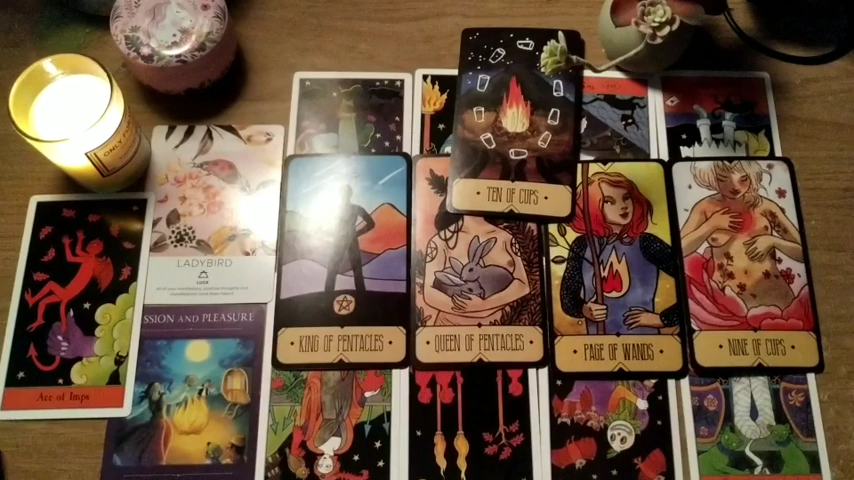 ONLY
TEN OF CUPS
LADYBIRD
LUCK
SSION AND PLEASURE
KING OF PENTACLES
QUEEN OF PENTACLES
PAGE OF WANDS
NINE OF CUPS
Ace of Imps